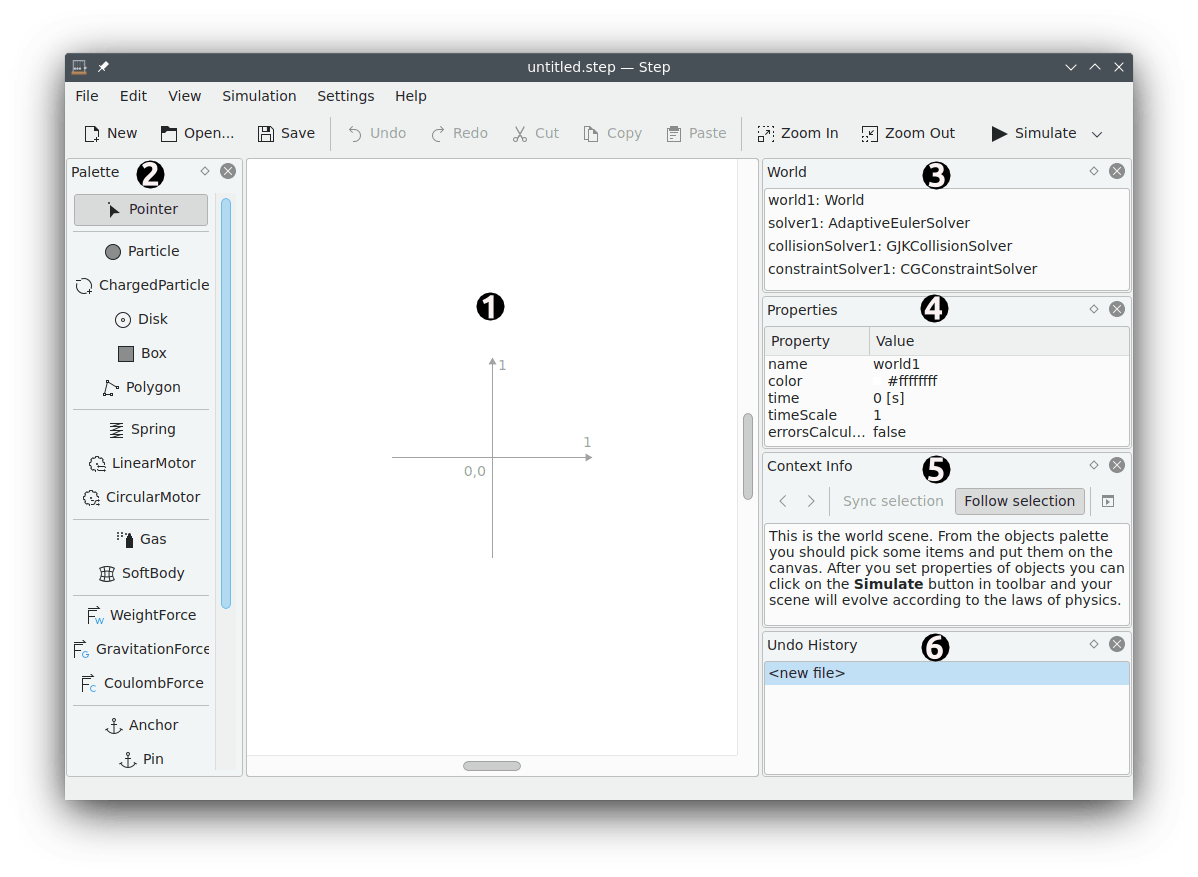 untitled.step — Step
File Edit View Simulation Settings Help
New Open... Save Undo Redo Cut Copy Paste Zoom In Zoom Out Simulate
Palette 2
Pointer
Particle
ChargedParticle
Disk
Box
Polygon
Spring
LinearMotor
CircularMotor
Gas
SoftBody
F W WeightForce
F G GravitationForce
F C CoulombForce
Anchor
Pin
1
1
1
0,0
World 3
world1: World
solver1: AdaptiveEulerSolver
collisionSolver1: GJKCollisionSolver
constraintSolver1: CGConstraintSolver
Properties 4
Property Value
name world1
color #ffffffff
time 0 [s]
timeScale 1
errorsCalcul... false
Context Info 5
Sync selection Follow selection
This is the world scene. From the objects palette
you should pick some items and put them on the
canvas. After you set properties of objects you can
click on the Simulate button in toolbar and your
scene will evolve according to the laws of physics.
Undo History 6
<new file>